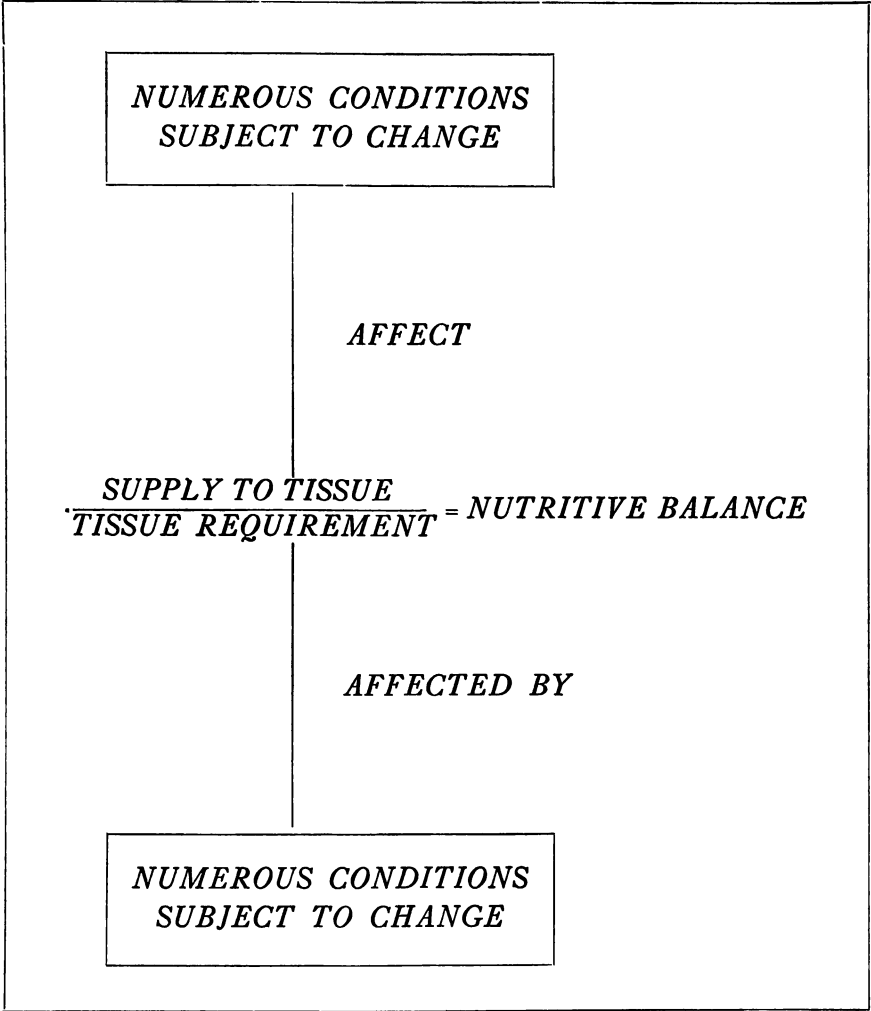 NUMEROUS CONDITIONS
SUBJECT TO CHANGE
AFFECT
SUPPLY TO TISSUE
TISSUE REQUIREMENT = NUTRITIVE BALANCE
AFFECTED BY
NUMEROUS CONDITIONS
SUBJECT TO CHANGE